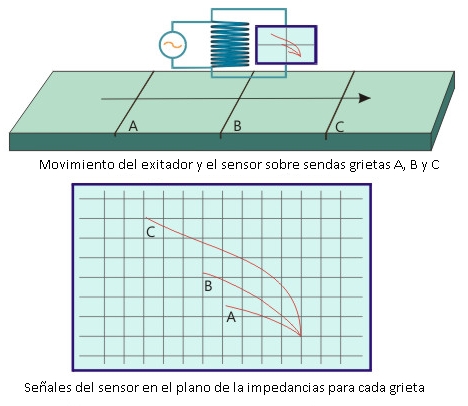 A
B
C
Movimiento del exitador y el sensor sobre sendas grietas A, B y C
C
B
A
Señales del sensor en el plano de la impedancias para cada grieta